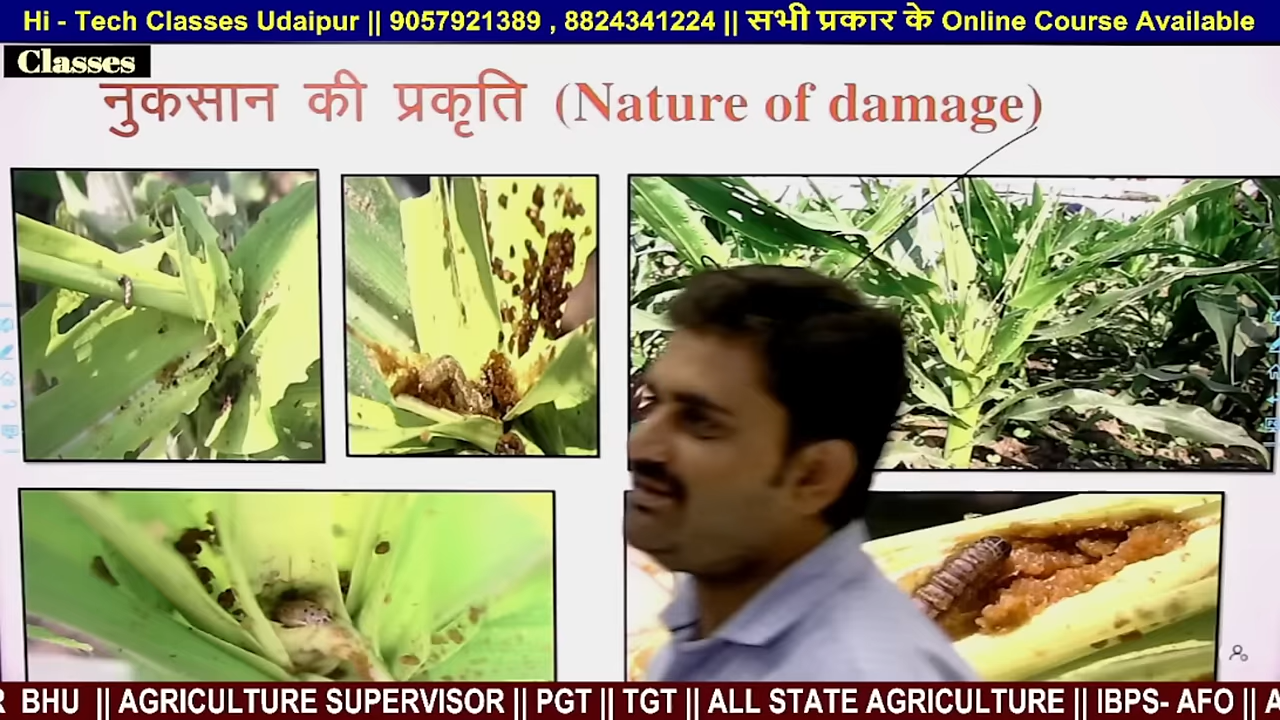 Hi - Tech Classes Udaipur || 9057921389 , 8824341224 || सभी प्रकार के Online Course Available
Classes
नुकसान की प्रकृति (Nature of damage)
R BHU || AGRICULTURE SUPERVISOR || PGT || TGT || ALL STATE AGRICULTURE || IBPS- AFO || A